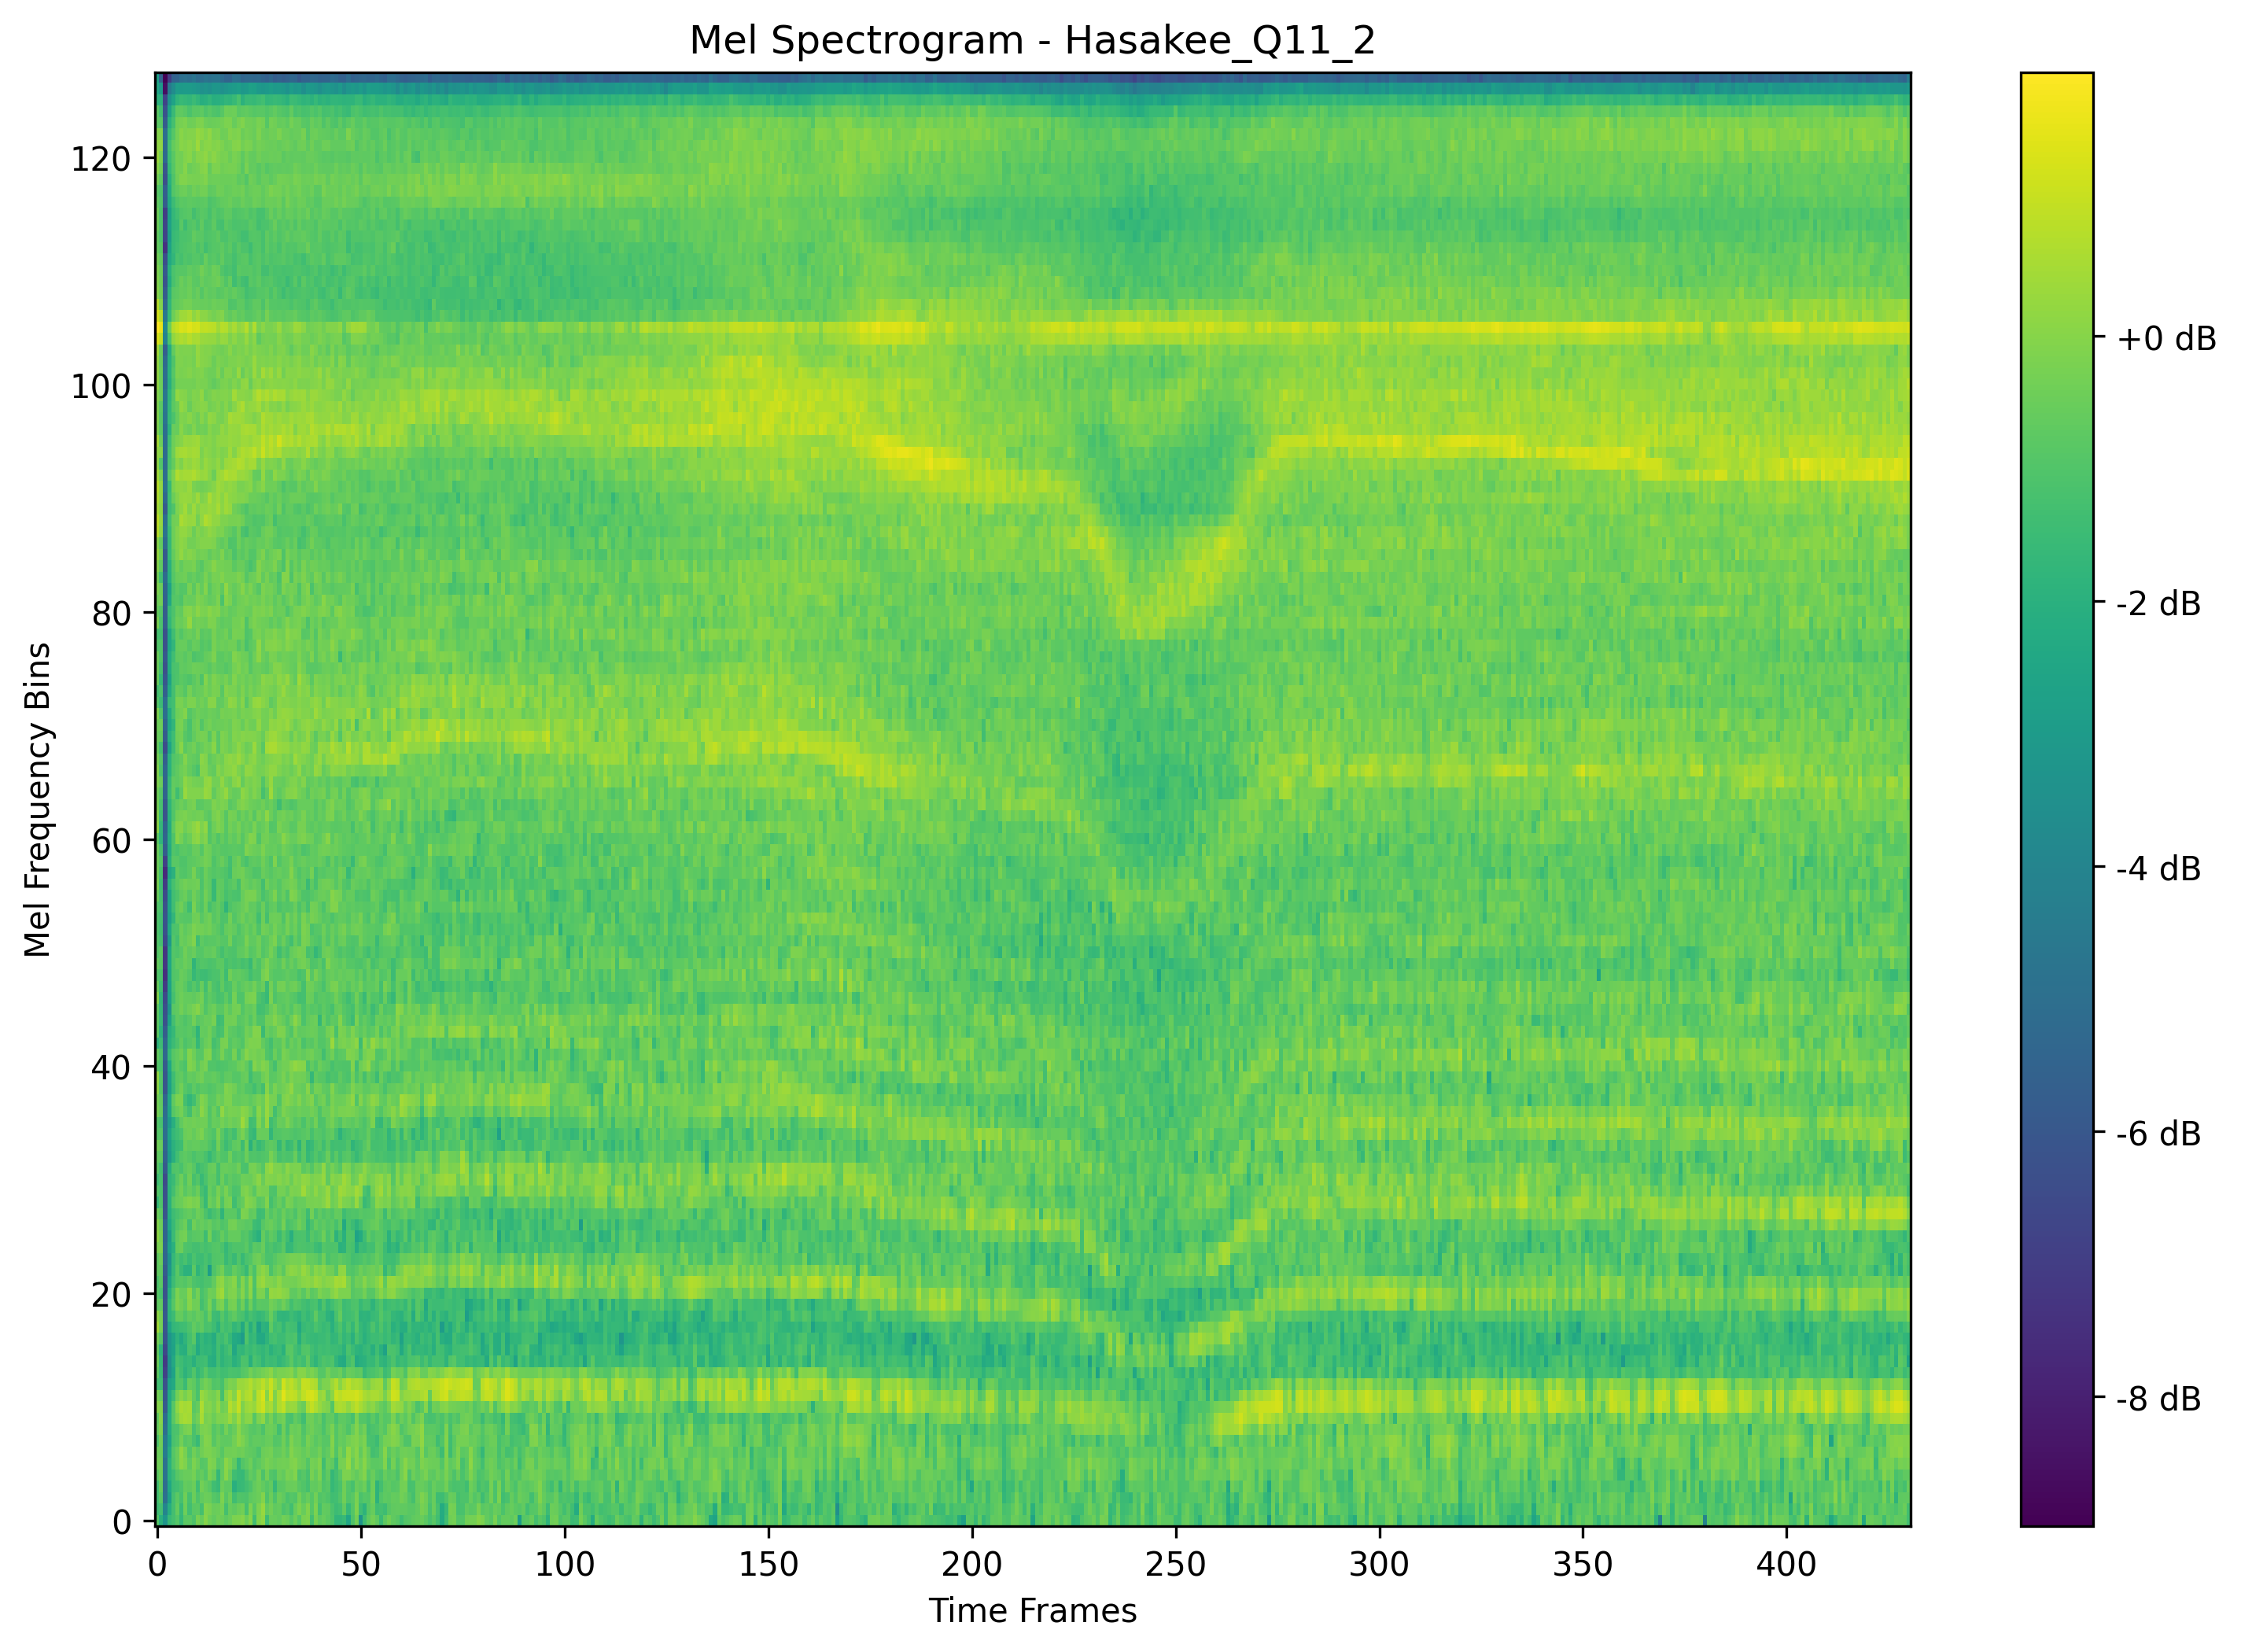 Mel Spectrogram - Hasakee_Q11_2
120
100
80
60
40
20
0
Mel Frequency Bins
0 50 100 150 200 250 300 350 400
Time Frames
+0 dB
-2 dB
-4 dB
-6 dB
-8 dB